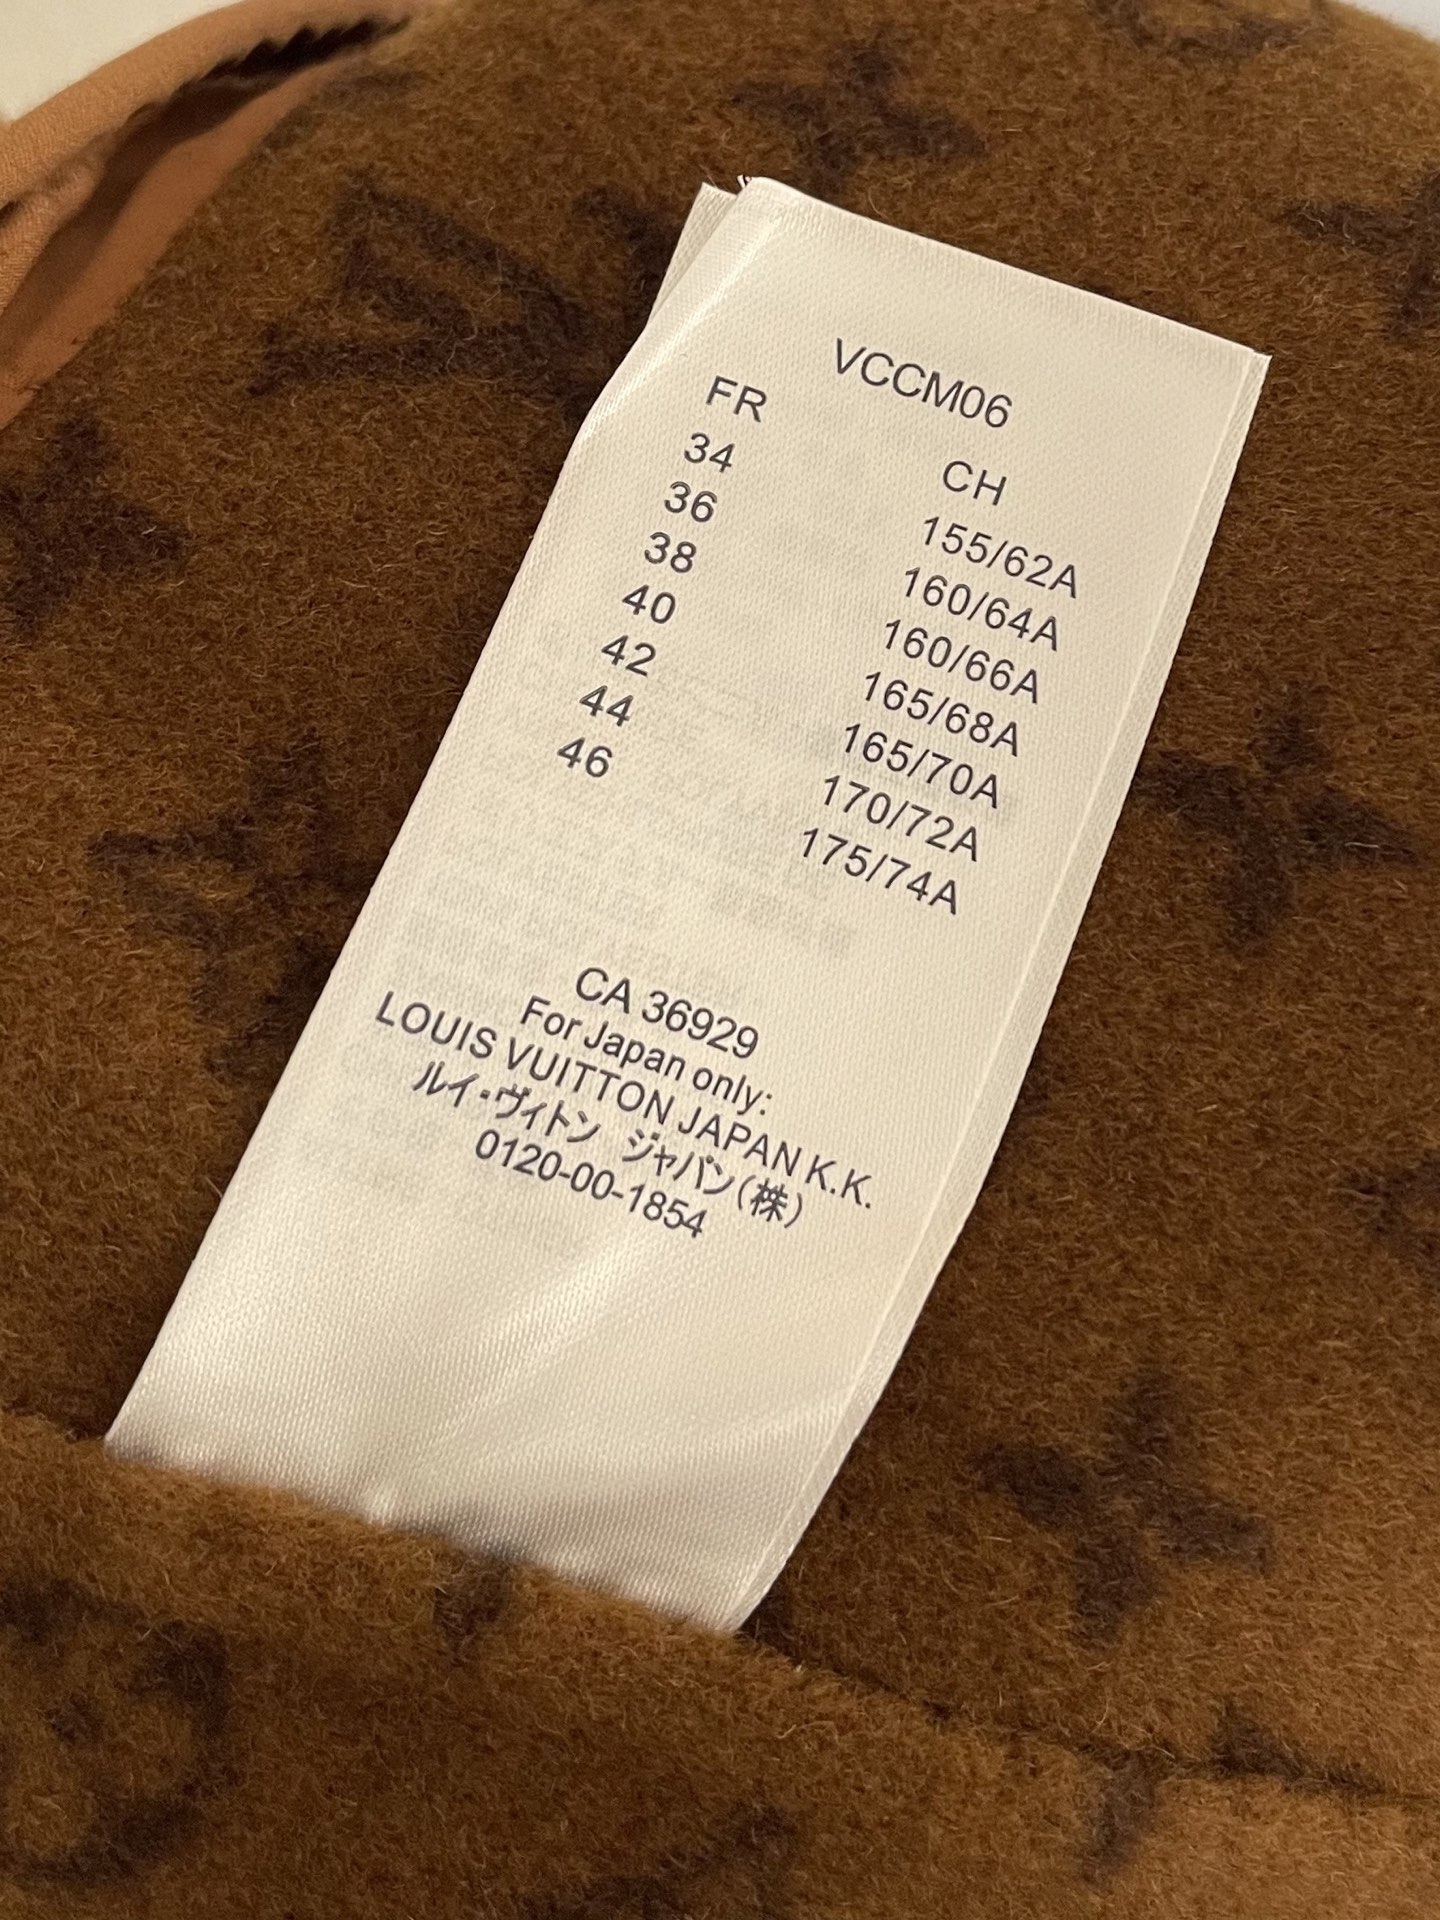 VCCM06
FR CH
34 155/62A
36 160/64A
38 160/66A
40 165/68A
42 165/70A
44 170/72A
46 175/74A
CA 36929
For Japan only:
LOUIS VUITTON JAPAN K.K.
ルイ・ヴィトン ジャパン(株)
0120-00-1854